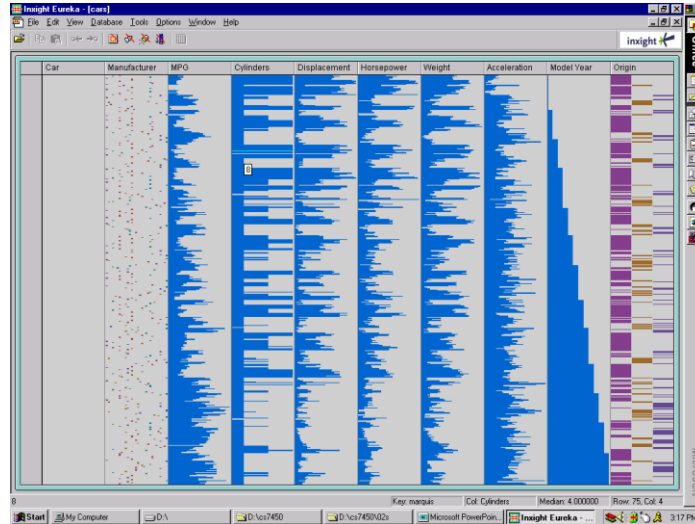 Inxight Eureka - [cars]
File Edit View Database Tools Options Window Help
inxight
Car Manufacturer MPG Cylinders Displacement Horsepower Weight Acceleration Model Year Origin
8
8 Key: marquis Col: Cylinders Median: 4.000000 Row: 75, Col: 4
Start My Computer D:\ D:\cs7450 D:\cs7450\02s Microsoft PowerPoin... Inxight Eureka - ... 3:17 P